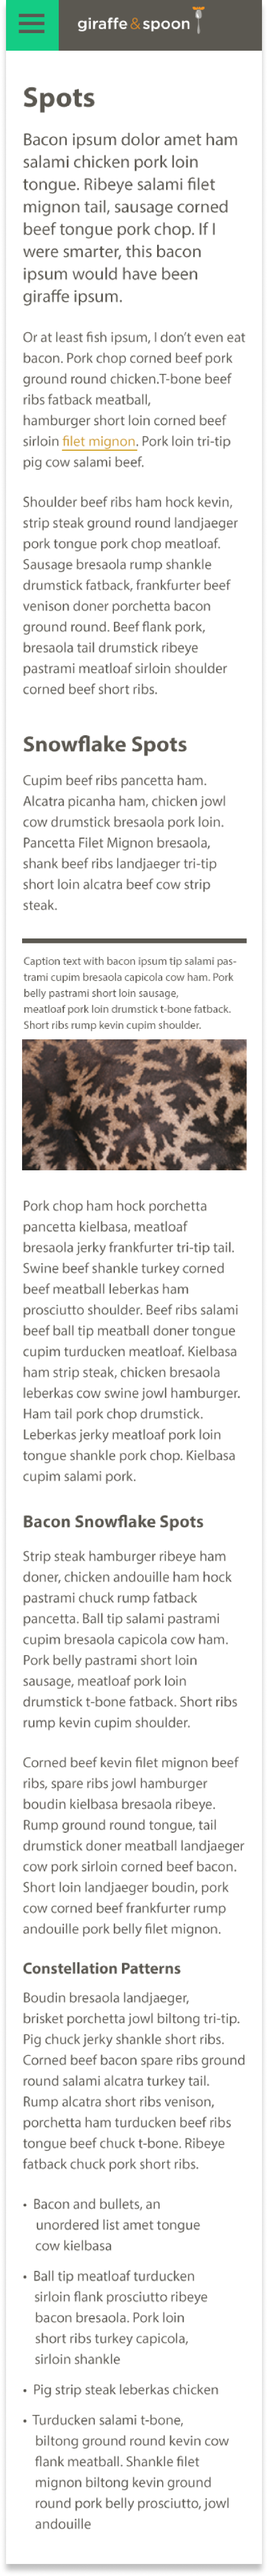 giraffe&spoon
Spots
Bacon ipsum dolor amet ham
salami chicken pork loin
tongue. Ribeye salami filet
mignon tail, sausage corned
beef tongue pork chop. If I
were smarter, this bacon
ipsum would have been
giraffe ipsum.
Or at least fish ipsum, I don't even eat
bacon. Pork chop corned beef pork
ground round chicken.T-bone beef
ribs fatback meatball,
hamburger short loin corned beef
sirloin filet mignon. Pork loin tri-tip
pig cow salami beef.
Shoulder beef ribs ham hock kevin,
strip steak ground round landjaeger
pork tongue pork chop meatloaf.
Sausage bresaola rump shankle
drumstick fatback, frankfurter beef
venison doner porchetta bacon
ground round. Beef flank pork,
bresaola tail drumstick ribeye
pastrami meatloaf sirloin shoulder
corned beef short ribs.
Snowflake Spots
Cupim beef ribs pancetta ham.
Alcatra picanha ham, chicken jowl
cow drumstick bresaola pork loin.
Pancetta Filet Mignon bresaola,
shank beef ribs landjaeger tri-tip
short loin alcatra beef cow strip
steak.
Caption text with bacon ipsum tip salami pas-
trami cupim bresaola capicola cow ham. Pork
belly pastrami short loin sausage,
meatloaf pork loin drumstick t-bone fatback.
Short ribs rump kevin cupim shoulder.
Pork chop ham hock porchetta
pancetta kielbasa, meatloaf
bresaola jerky frankfurter tri-tip tail.
Swine beef shankle turkey corned
beef meatball leberkas ham
prosciutto shoulder. Beef ribs salami
beef ball tip meatball doner tongue
cupim turducken meatloaf. Kielbasa
ham strip steak, chicken bresaola
leberkas cow swine jowl hamburger.
Ham tail pork chop drumstick.
Leberkas jerky meatloaf pork loin
tongue shankle pork chop. Kielbasa
cupim salami pork.
Bacon Snowflake Spots
Strip steak hamburger ribeye ham
doner, chicken andouille ham hock
pastrami chuck rump fatback
pancetta. Ball tip salami pastrami
cupim bresaola capicola cow ham.
Pork belly pastrami short loin
sausage, meatloaf pork loin
drumstick t-bone fatback. Short ribs
rump kevin cupim shoulder.
Corned beef kevin filet mignon beef
ribs, spare ribs jowl hamburger
boudin kielbasa bresaola ribeye.
Rump ground round tongue, tail
drumstick doner meatball landjaeger
cow pork sirloin corned beef bacon.
Short loin landjaeger boudin, pork
cow corned beef frankfurter rump
andouille pork belly filet mignon.
Constellation Patterns
Boudin bresaola landjaeger,
brisket porchetta jowl biltong tri-tip.
Pig chuck jerky shankle short ribs.
Corned beef bacon spare ribs ground
round salami alcatra turkey tail.
Rump alcatra short ribs venison,
porchetta ham turducken beef ribs
tongue beef chuck t-bone. Ribeye
fatback chuck pork short ribs.
• Bacon and bullets, an
unordered list amet tongue
cow kielbasa
• Ball tip meatloaf turducken
sirloin flank prosciutto ribeye
bacon bresaola. Pork loin
short ribs turkey capicola,
sirloin shankle
• Pig strip steak leberkas chicken
• Turducken salami t-bone,
biltong ground round kevin cow
flank meatball. Shankle filet
mignon biltong kevin ground
round pork belly prosciutto, jowl
andouille